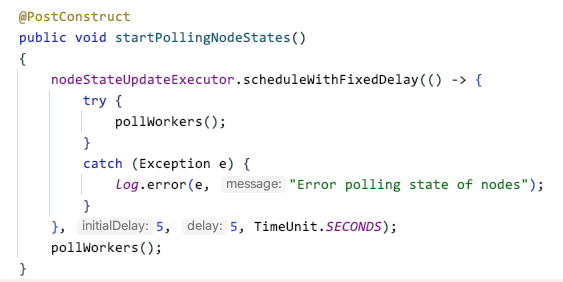 @PostConstruct
public void startPollingNodeStates()
{
nodeStateUpdateExecutor.scheduleWithFixedDelay(() -> {
try {
pollWorkers();
}
catch (Exception e) {
log.error(e, message: "Error polling state of nodes");
}
}, initialDelay: 5, delay: 5, TimeUnit.SECONDS);
pollWorkers();
}